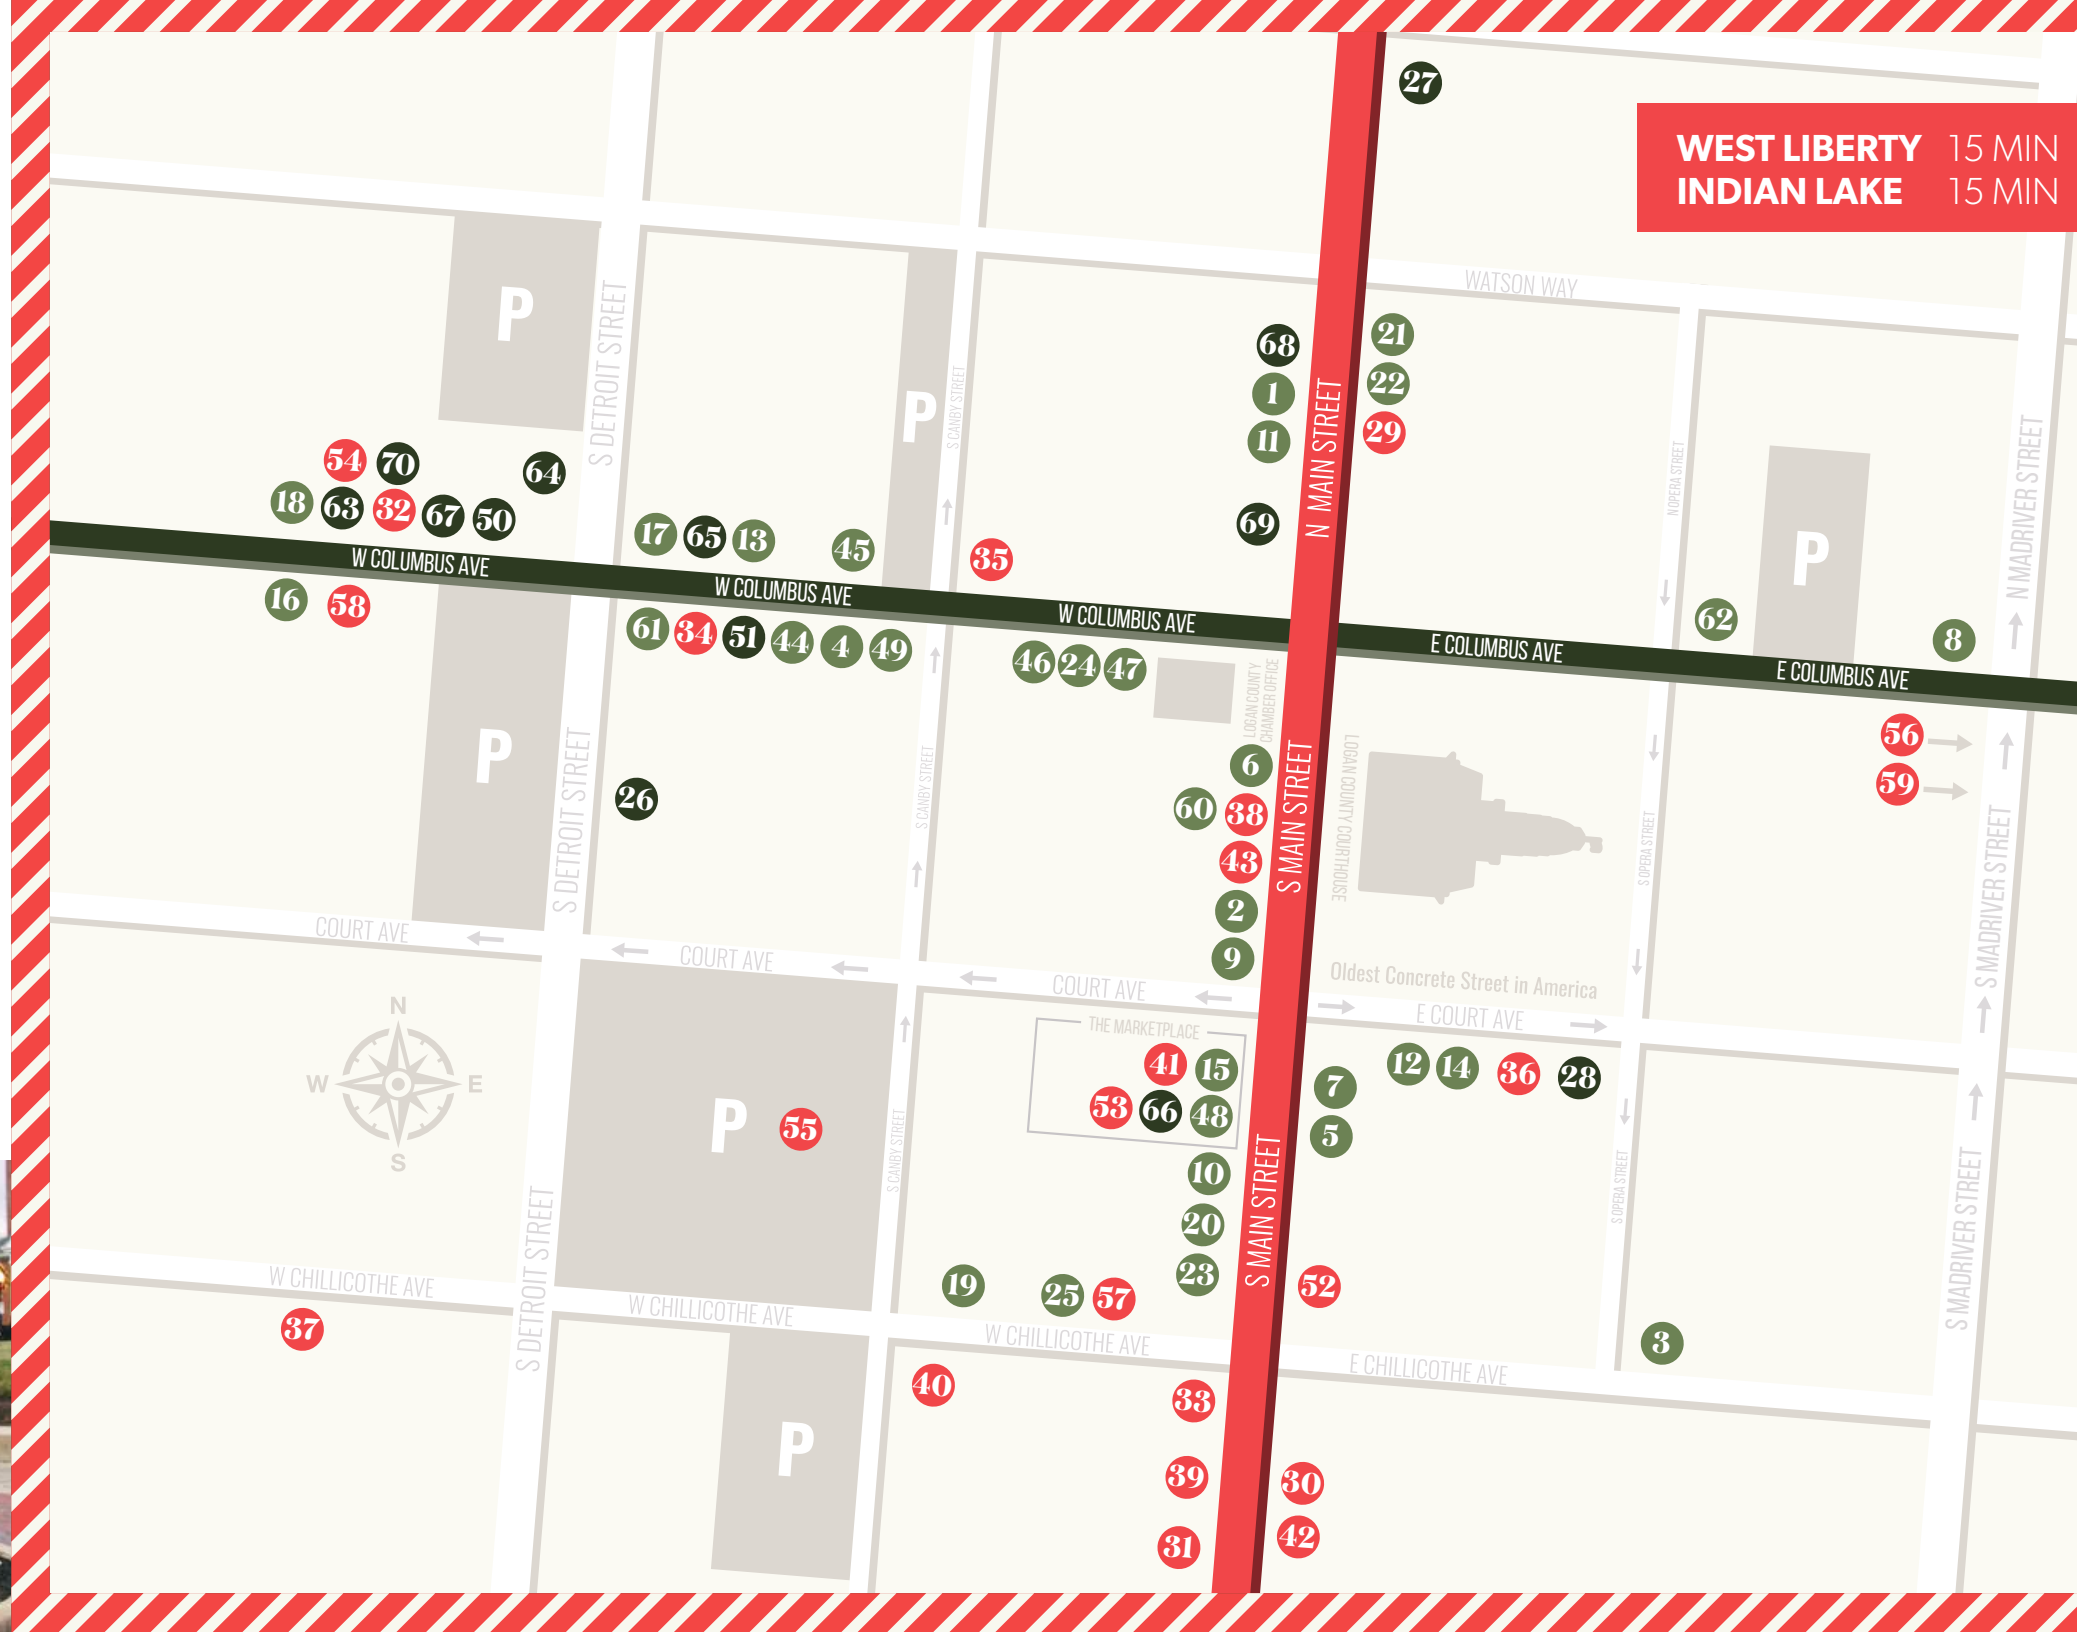 27
WEST LIBERTY 15 MIN
INDIAN LAKE 15 MIN
WATSON WAY
P
S DETROIT STREET
P
S CANBY STREET
68
1
11
69
N MAIN STREET
21
22
29
N OPERA STREET
P
N MADRIVER STREET
54
70
64
18
63
32
67
50
17
65
13
45
35
62
8
W COLUMBUS AVE
W COLUMBUS AVE
W COLUMBUS AVE
E COLUMBUS AVE
E COLUMBUS AVE
16
58
61
34
51
44
4
49
46
24
47
LOGAN COUNTY
CHAMBER OFFICE
56
59
P
S DETROIT STREET
26
S CANBY STREET
6
60
38
43
2
9
S MAIN STREET
LOGAN COUNTY COURTHOUSE
S OPERA STREET
S MADRIVER STREET
COURT AVE
COURT AVE
COURT AVE
Oldest Concrete Street in America
E COURT AVE
N
W
E
S
P
55
S CANBY STREET
THE MARKETPLACE
41
15
53
66
48
10
20
23
7
5
12
14
36
28
S MAIN STREET
S OPERA STREET
S MADRIVER STREET
S DETROIT STREET
W CHILLICOTHE AVE
W CHILLICOTHE AVE
W CHILLICOTHE AVE
E CHILLICOTHE AVE
19
25
57
52
3
37
40
33
P
39
30
31
42